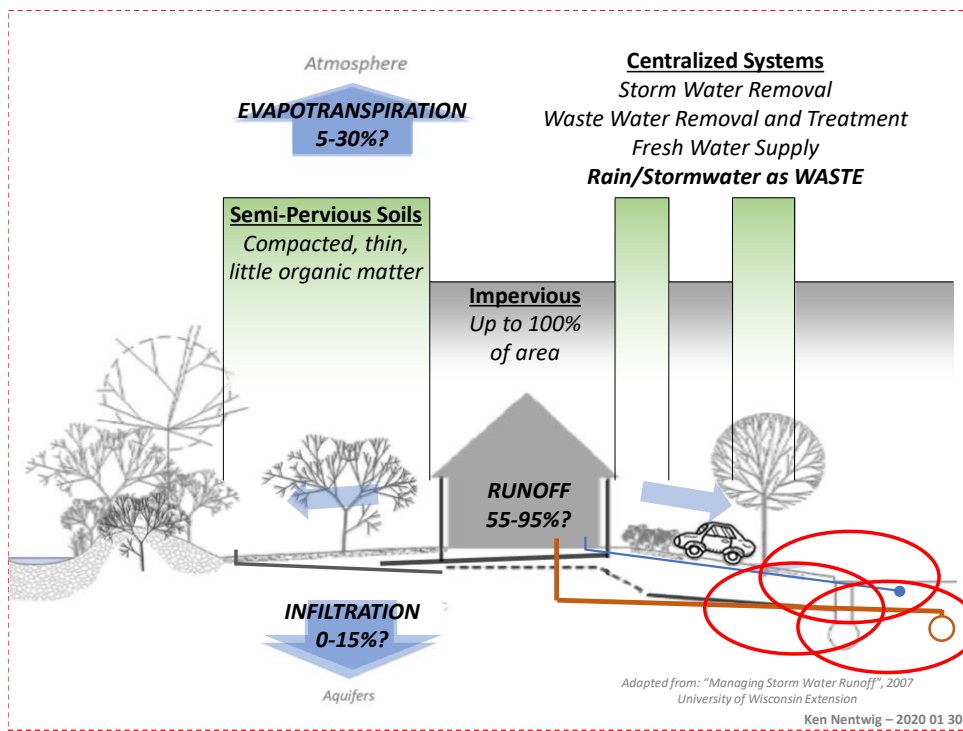 Atmosphere
EVAPOTRANSPIRATION
5-30%?
Centralized Systems
Storm Water Removal
Waste Water Removal and Treatment
Fresh Water Supply
Rain/Stormwater as WASTE
Semi-Pervious Soils
Compacted, thin,
little organic matter
Impervious
Up to 100%
of area
RUNOFF
55-95%?
INFILTRATION
0-15%?
Aquifers
Adapted from: “Managing Storm Water Runoff”, 2007
University of Wisconsin Extension
Ken Nentwig – 2020 01 30